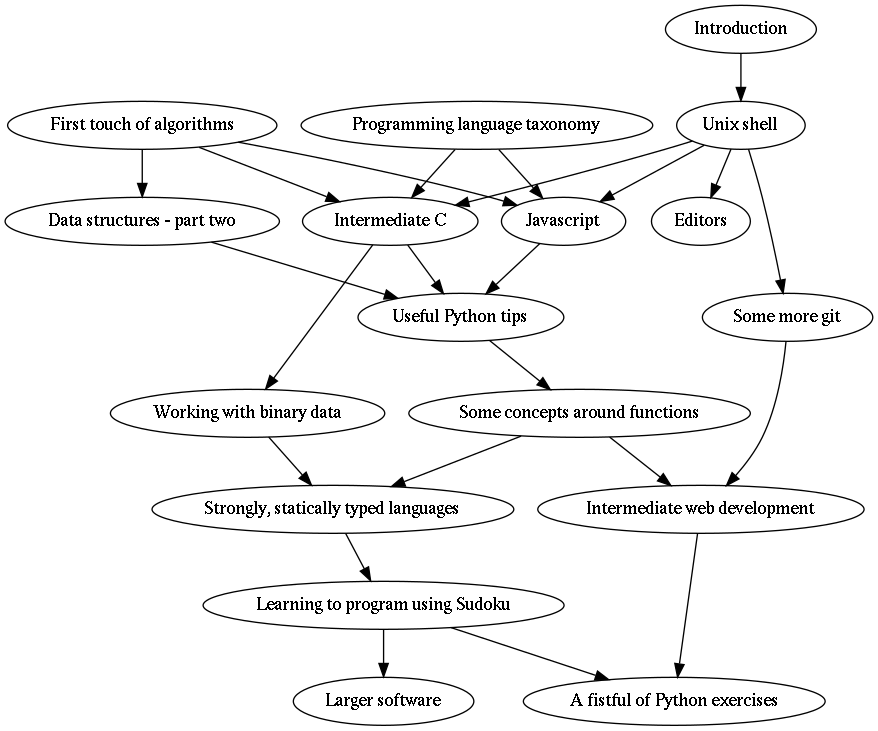 Introduction
First touch of algorithms
Programming language taxonomy
Unix shell
Data structures - part two
Intermediate C
Javascript
Editors
Useful Python tips
Some more git
Working with binary data
Some concepts around functions
Strongly, statically typed languages
Intermediate web development
Learning to program using Sudoku
Larger software
A fistful of Python exercises